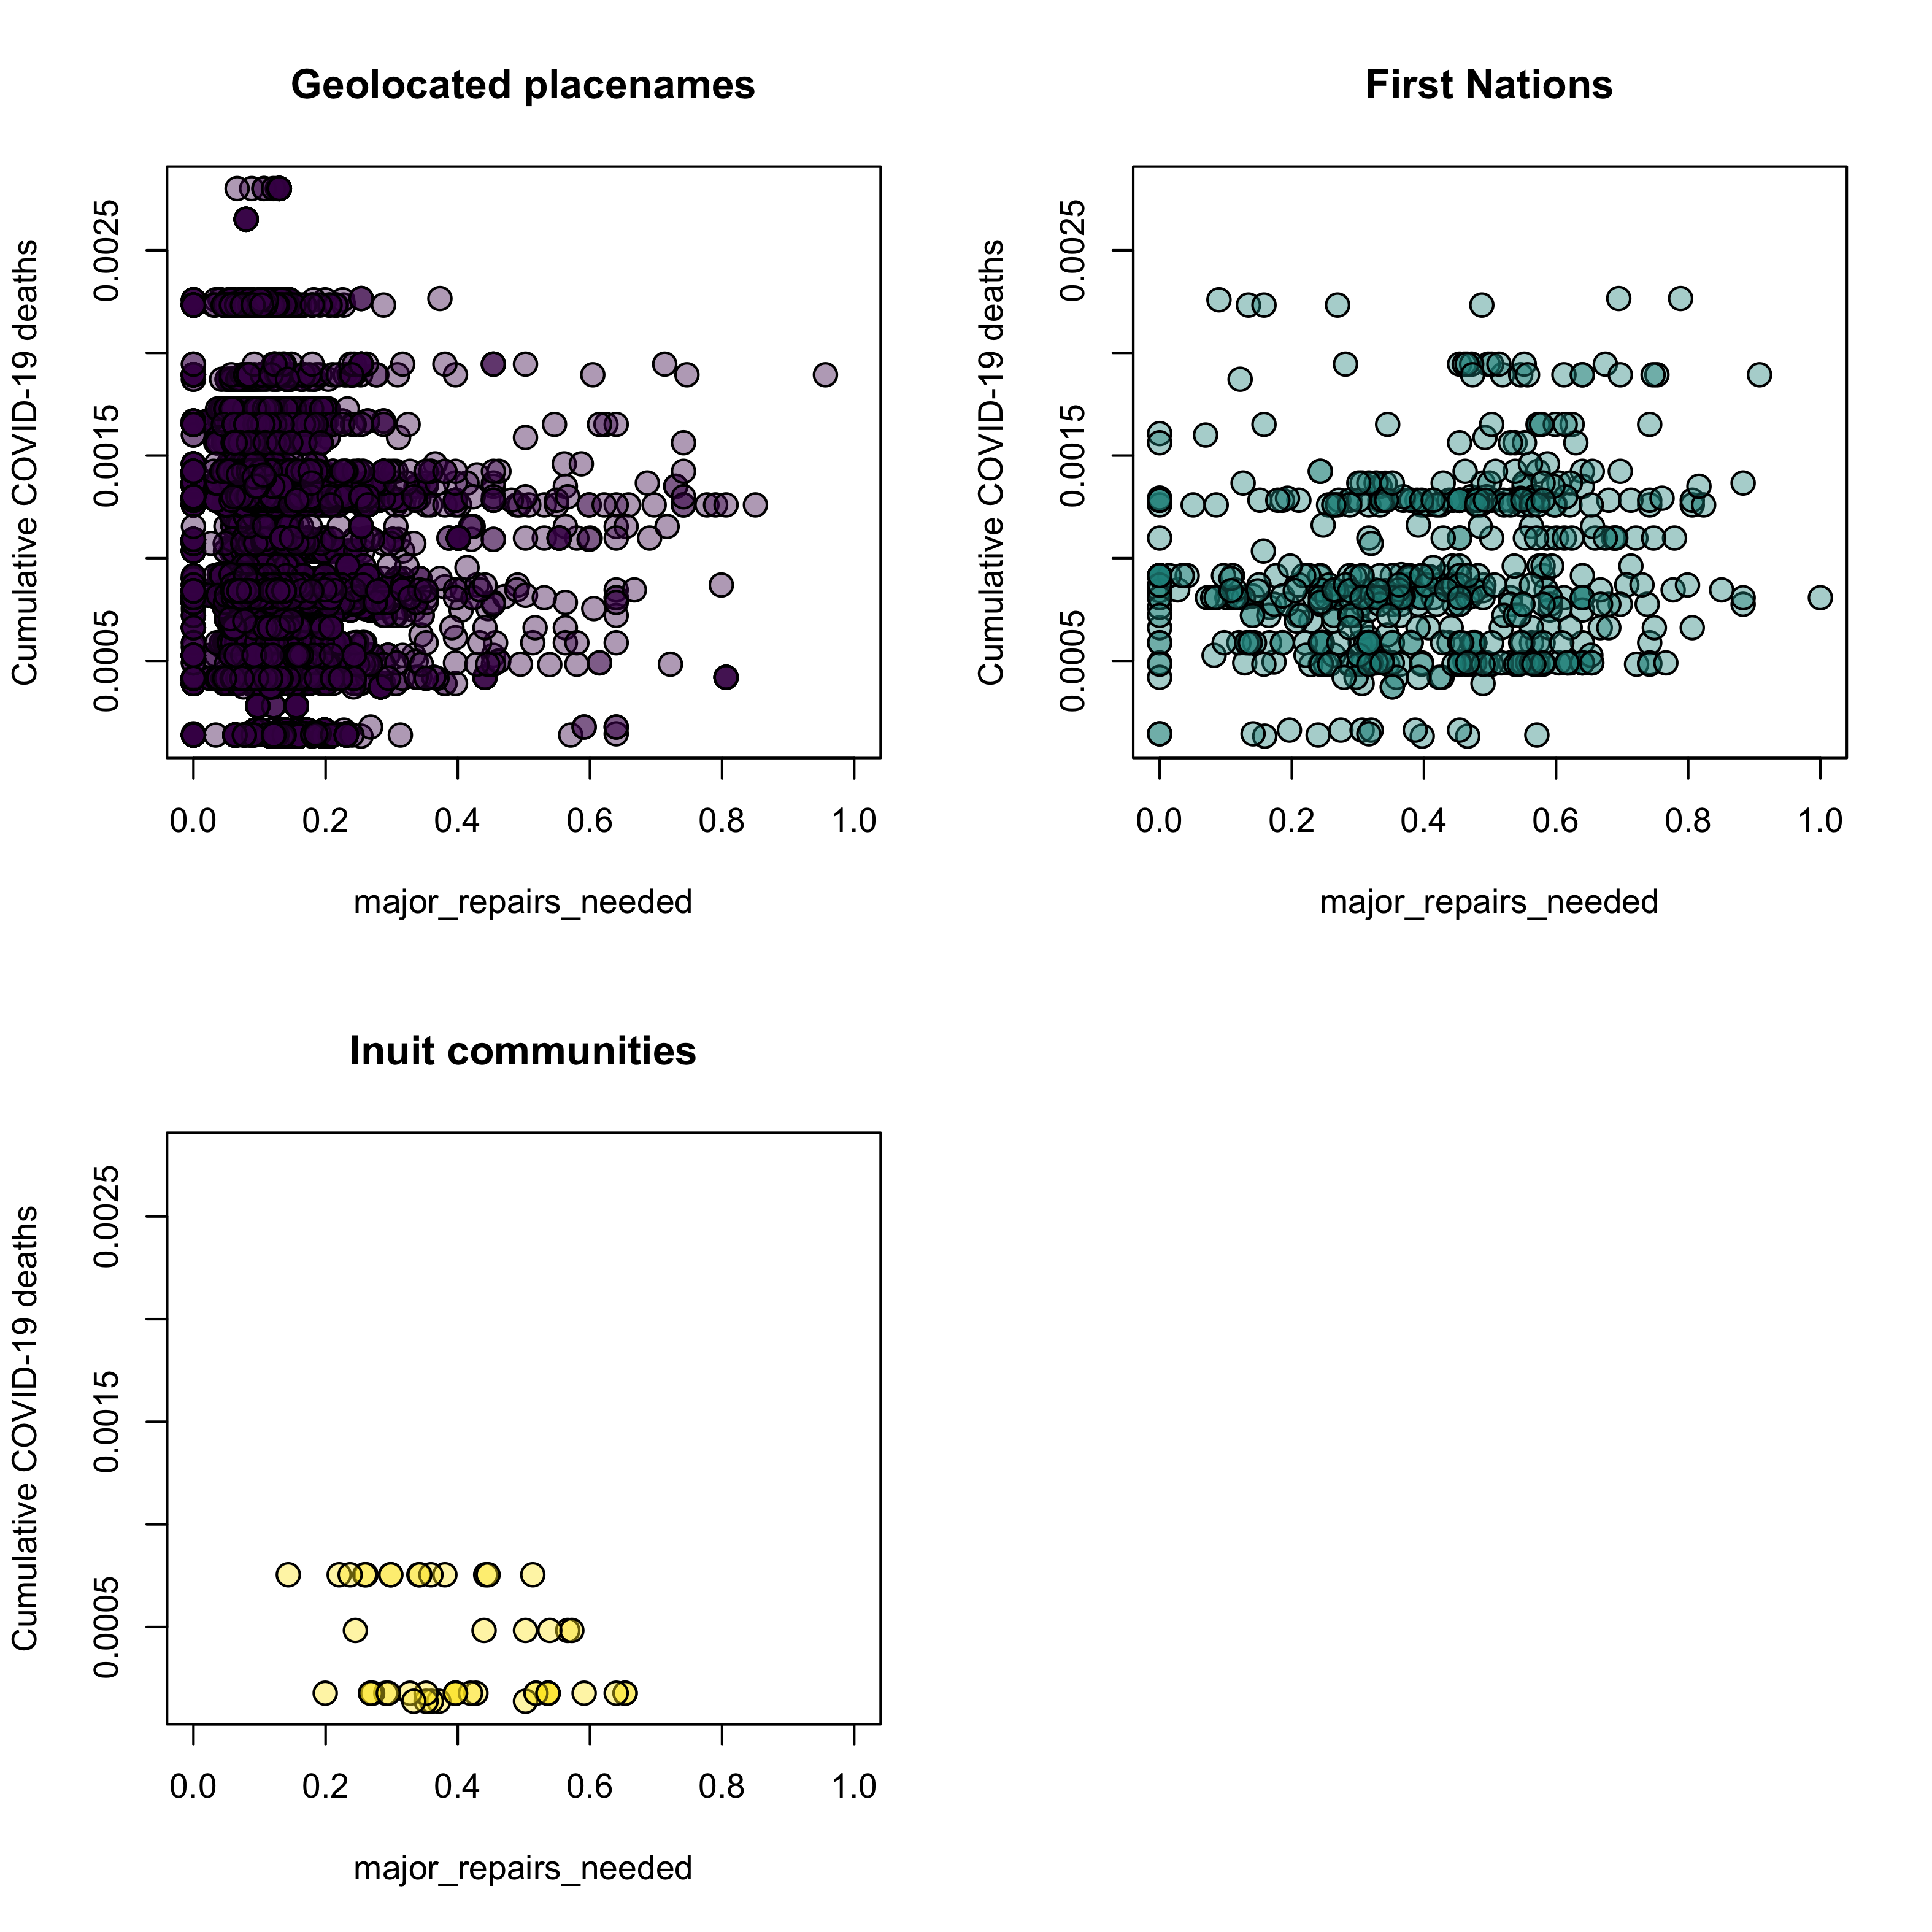 Geolocated placenames
Cumulative COVID-19 deaths
0.0025
0.0015
0.0005
0.0 0.2 0.4 0.6 0.8 1.0
major_repairs_needed
First Nations
Cumulative COVID-19 deaths
0.0025
0.0015
0.0005
0.0 0.2 0.4 0.6 0.8 1.0
major_repairs_needed
Inuit communities
Cumulative COVID-19 deaths
0.0025
0.0015
0.0005
0.0 0.2 0.4 0.6 0.8 1.0
major_repairs_needed